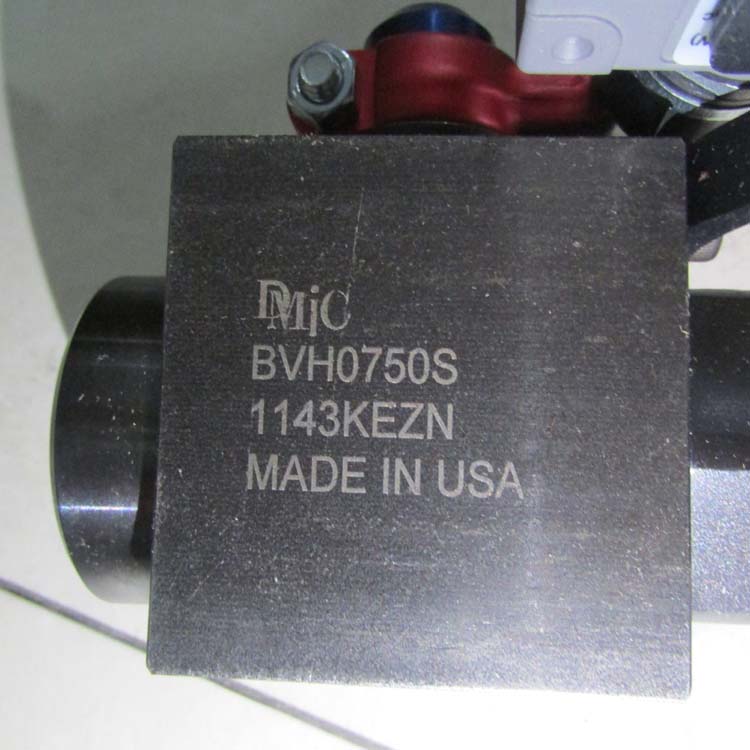 DMiC
BVH0750S
1143KEZN
MADE IN USA